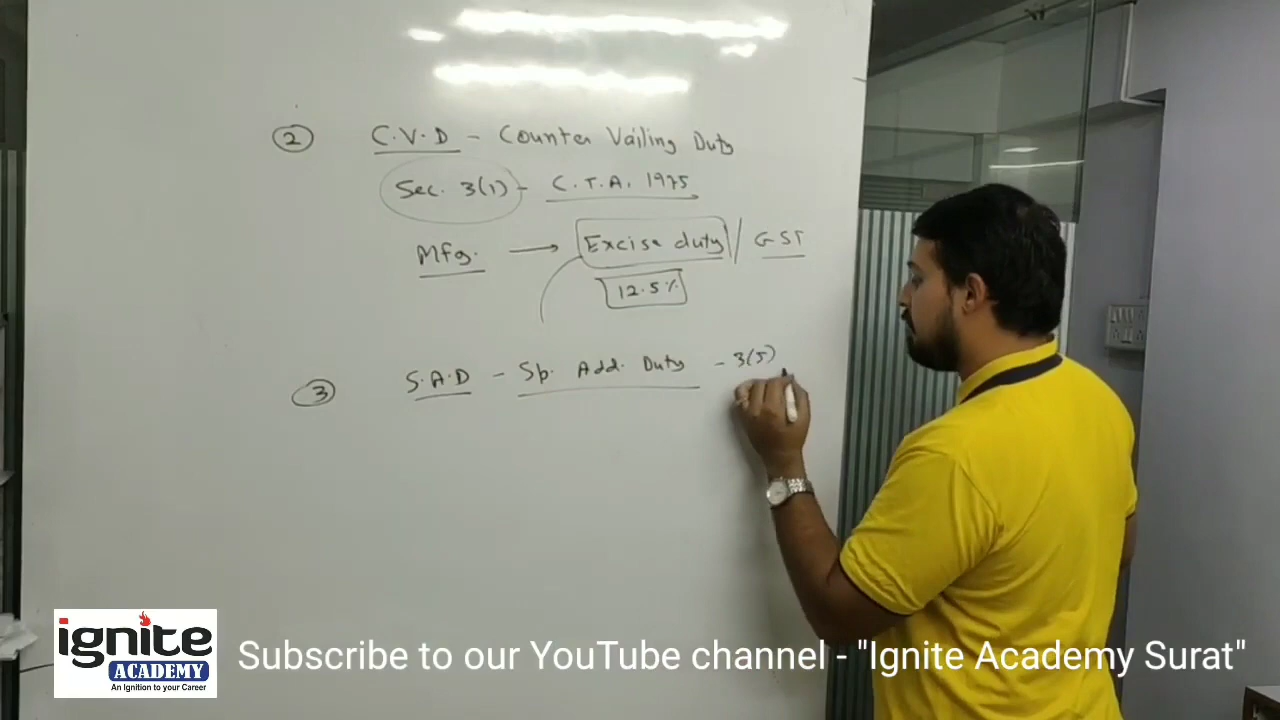 ② C.V.D - Counter Vailing Duty
Sec. 3(1) - C.T.A. 1975
Mfg. → Excise duty // GST
12.5%
③ S.A.D - Sp. Add. Duty - 3(5)
ignite
ACADEMY
An Ignition to your Career
Subscribe to our YouTube channel - "Ignite Academy Surat"